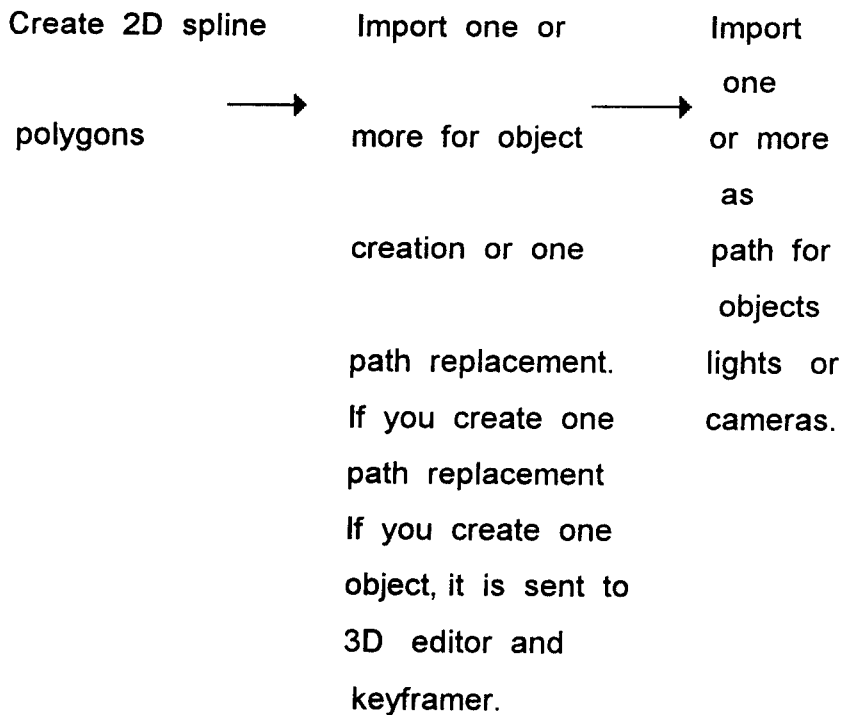 Create 2D spline
polygons
Import one or
more for object
creation or one
path replacement.
If you create one
path replacement
If you create one
object, it is sent to
3D editor and
keyframer.
Import
one
or more
as
path for
objects
lights or
cameras.